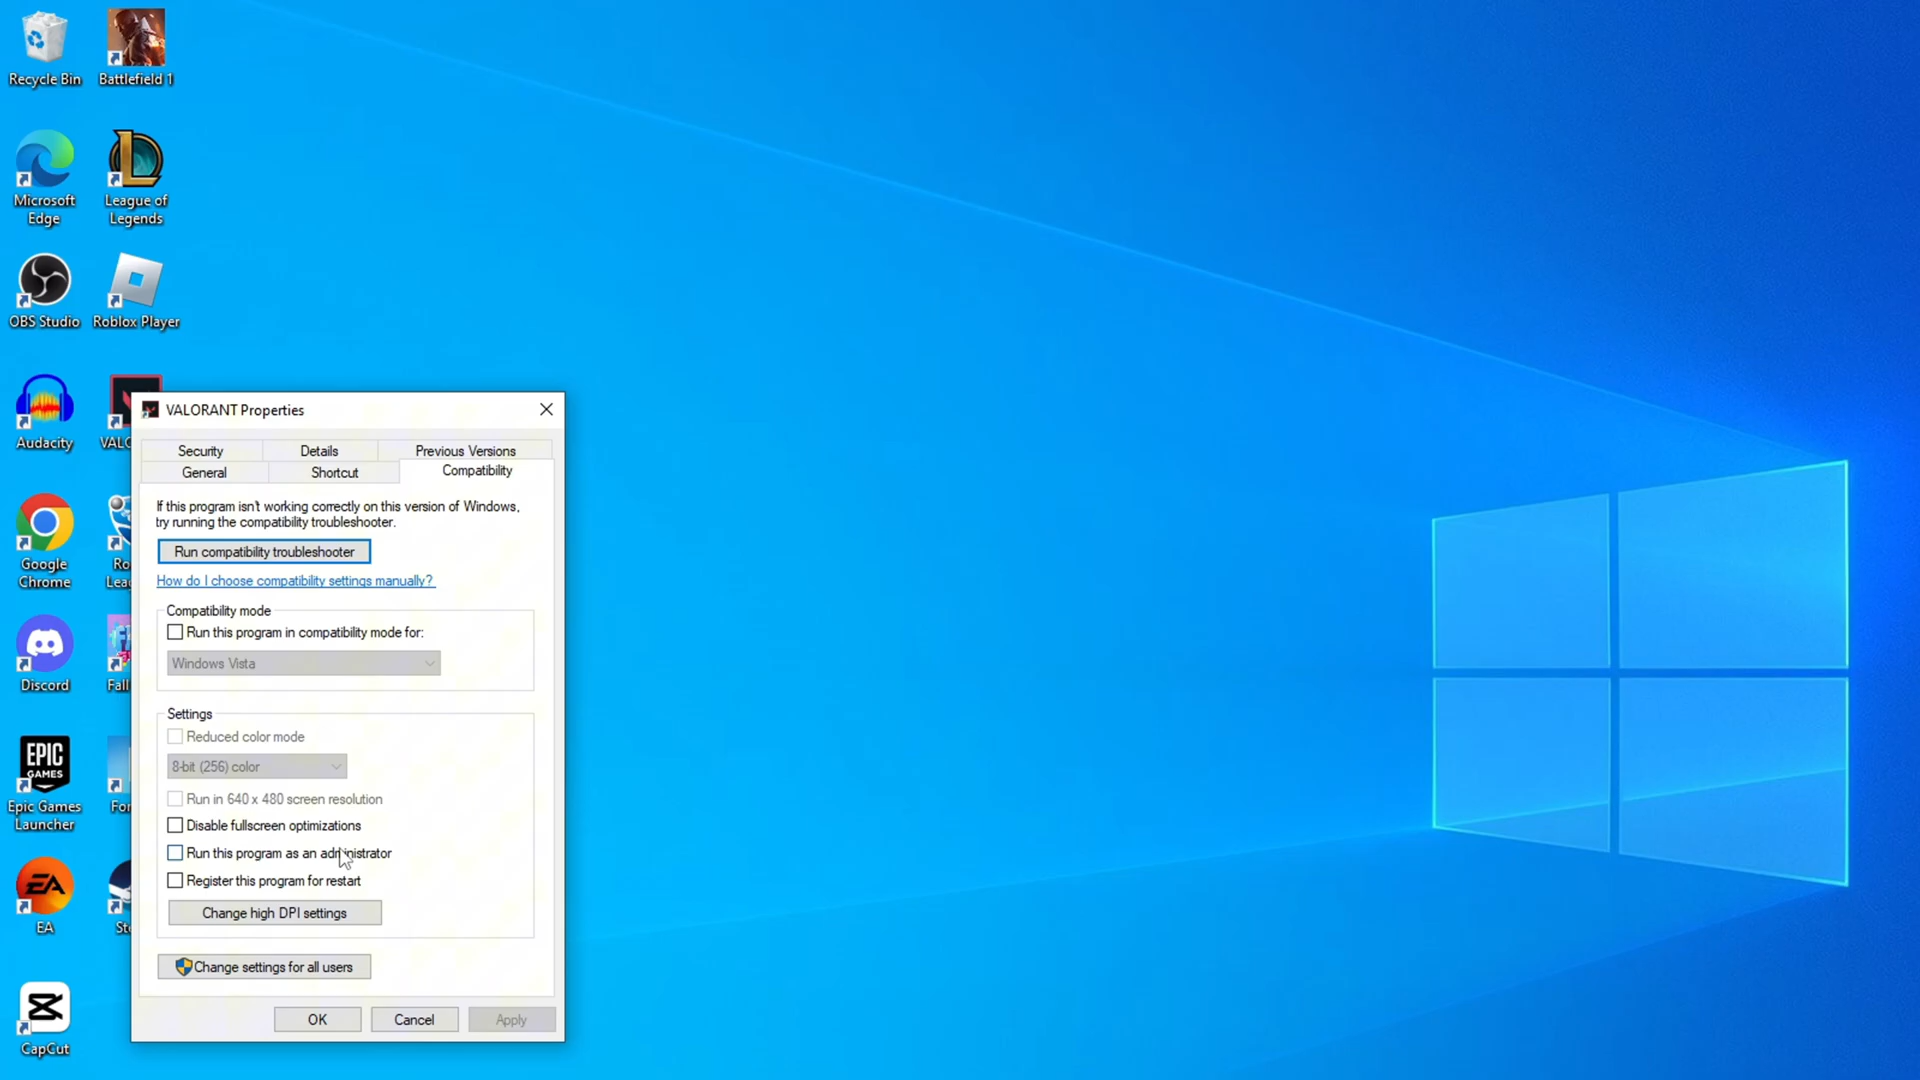 Recycle Bin
Battlefield 1
Microsoft
Edge
League of
Legends
OBS Studio
Roblox Player
Audacity
VALO
Google
Chrome
Ro
Lea
Discord
Fall
EPIC
GAMES
Epic Games
Launcher
For
EA
EA
St
CapCut
VALORANT Properties
Security
Details
Previous Versions
General
Shortcut
Compatibility
If this program isn't working correctly on this version of Windows,
try running the compatibility troubleshooter.
Run compatibility troubleshooter
How do I choose compatibility settings manually?
Compatibility mode
Run this program in compatibility mode for:
Windows Vista
Settings
Reduced color mode
8-bit (256) color
Run in 640 x 480 screen resolution
Disable fullscreen optimizations
Run this program as an administrator
Register this program for restart
Change high DPI settings
Change settings for all users
OK
Cancel
Apply